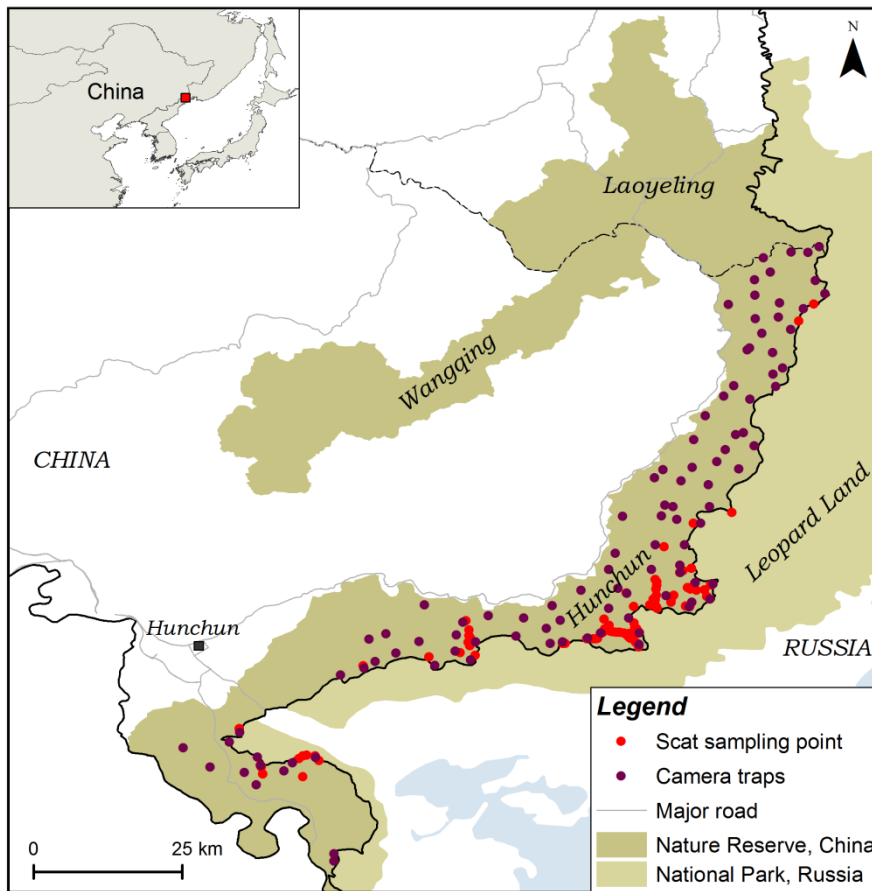 China
N
Laoyeling
Wangqing
CHINA
Leopard Land
Hunchun
Hunchun
RUSSIA
Legend
Scat sampling point
Camera traps
Major road
Nature Reserve, China
National Park, Russia
0 25 km